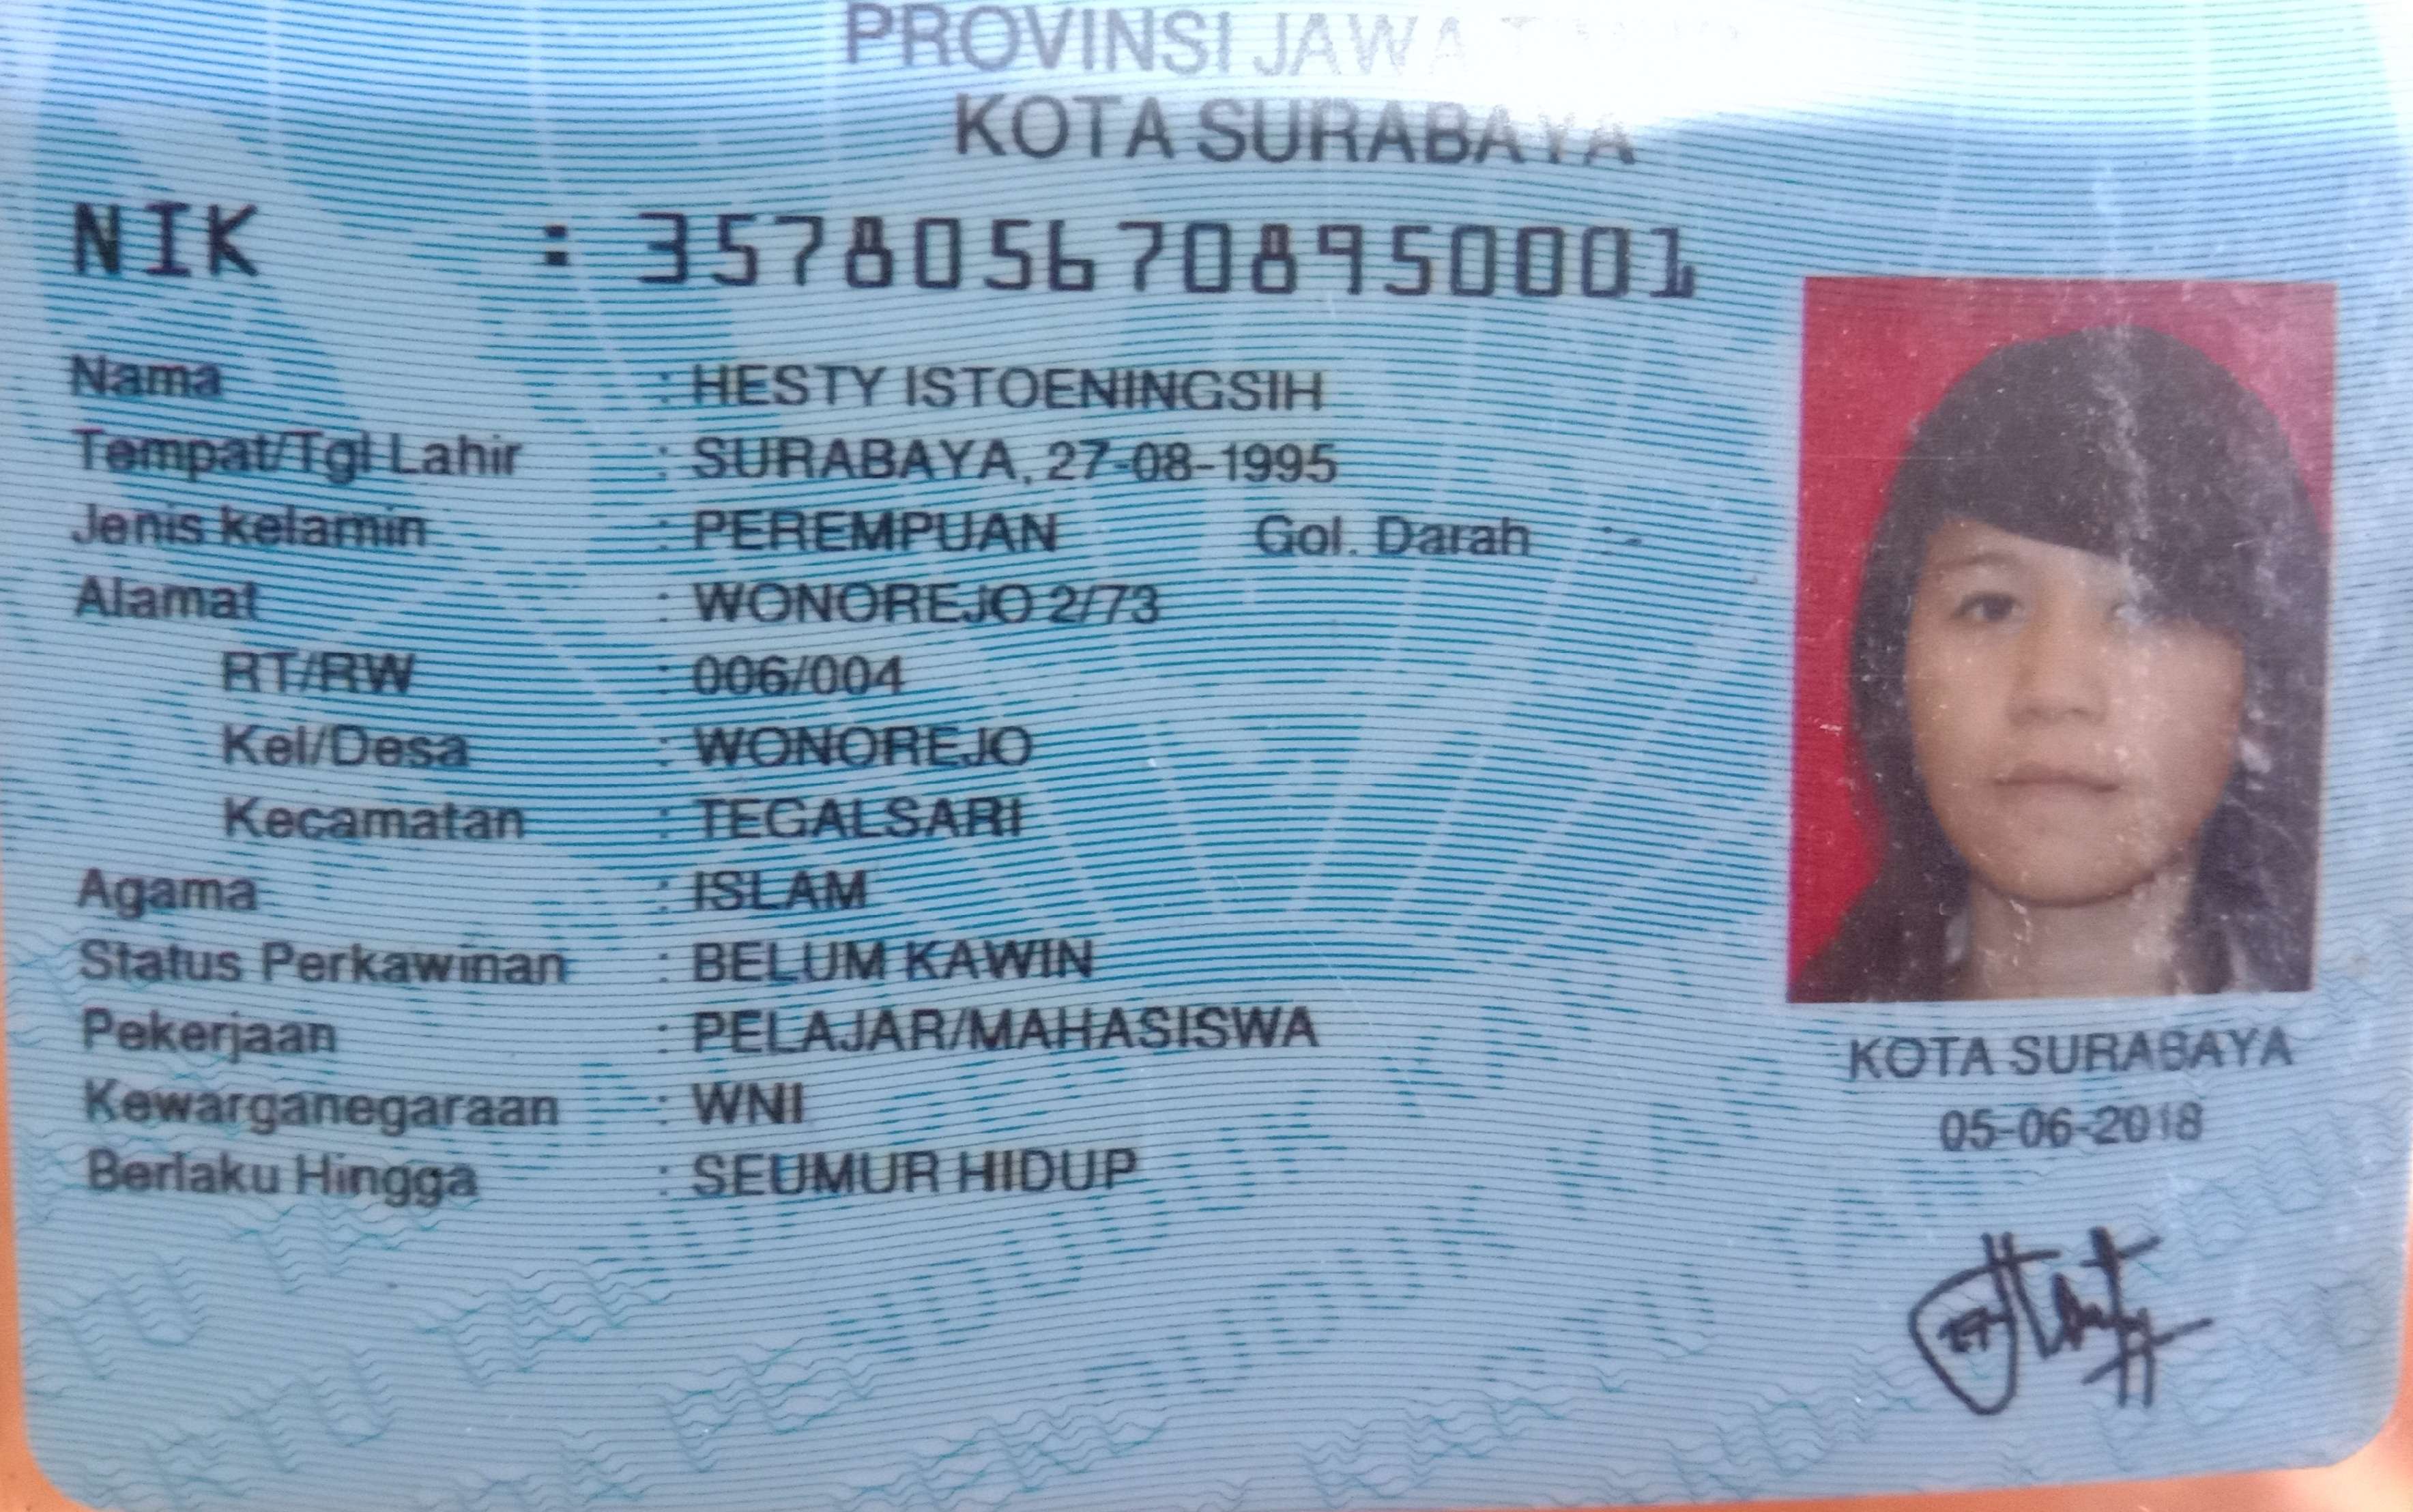 PROVINSI JAWA
KOTA SURABAYA
NIK : 3578056708950001
Nama : HESTY ISTOENINGSIH
Tempat/Tgl Lahir : SURABAYA, 27-08-1995
Jenis kelamin : PEREMPUAN Gol. Darah : -
Alamat : WONOREJO 2/73
RT/RW : 006/004
Kel/Desa : WONOREJO
Kecamatan : TEGALSARI
Agama : ISLAM
Status Perkawinan : BELUM KAWIN
Pekerjaan : PELAJAR/MAHASISWA
Kewarganegaraan : WNI
Berlaku Hingga : SEUMUR HIDUP
KOTA SURABAYA
05-06-2018